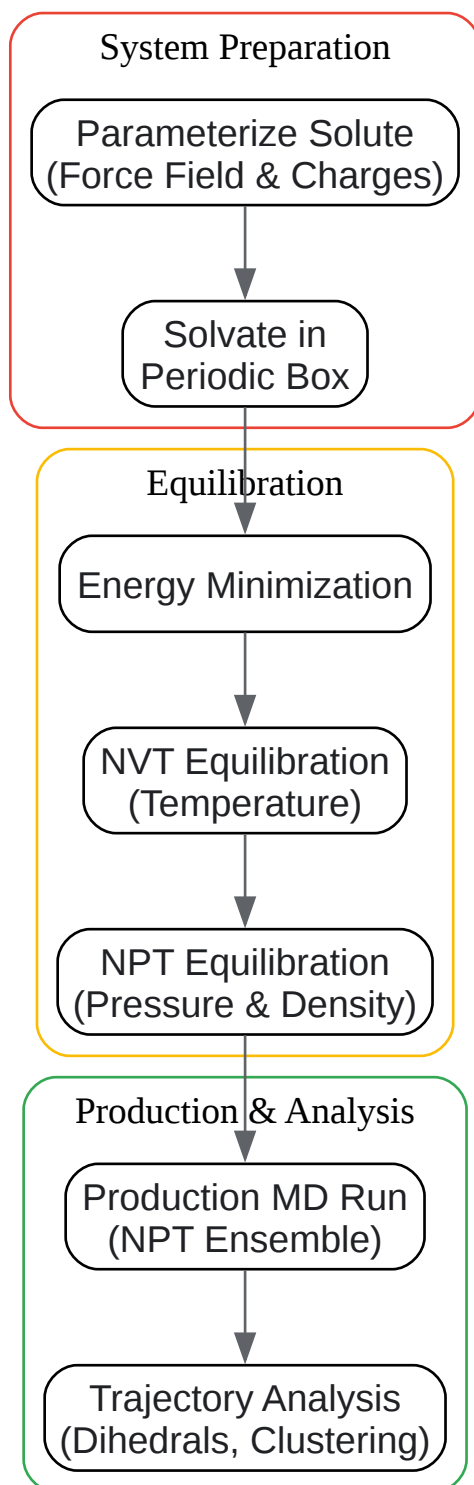 System Preparation
Parameterize Solute
(Force Field & Charges)
Solvate in
Periodic Box
Equilibration
Energy Minimization
NVT Equilibration
(Temperature)
NPT Equilibration
(Pressure & Density)
Production & Analysis
Production MD Run
(NPT Ensemble)
Trajectory Analysis
(Dihedrals, Clustering)